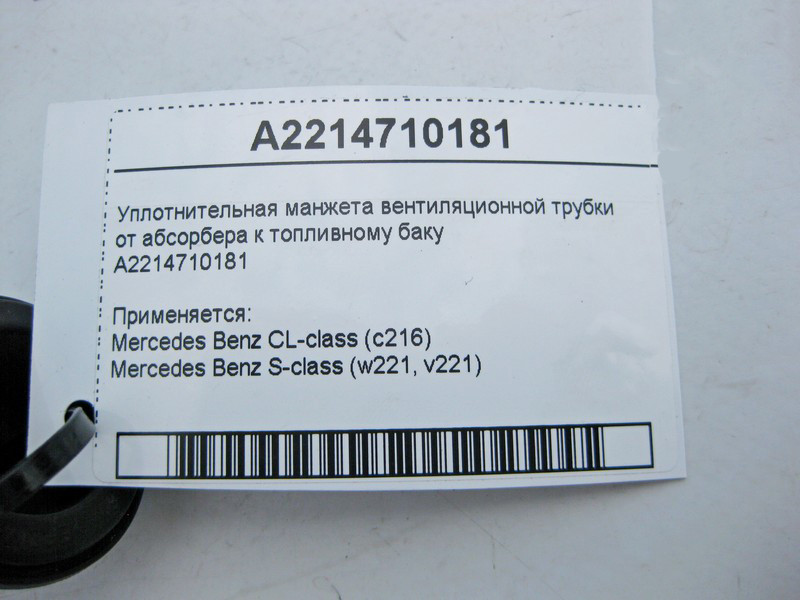 A2214710181
Уплотнительная манжета вентиляционной трубки
от абсорбера к топливному баку
A2214710181
Применяется:
Mercedes Benz CL-class (c216)
Mercedes Benz S-class (w221, v221)